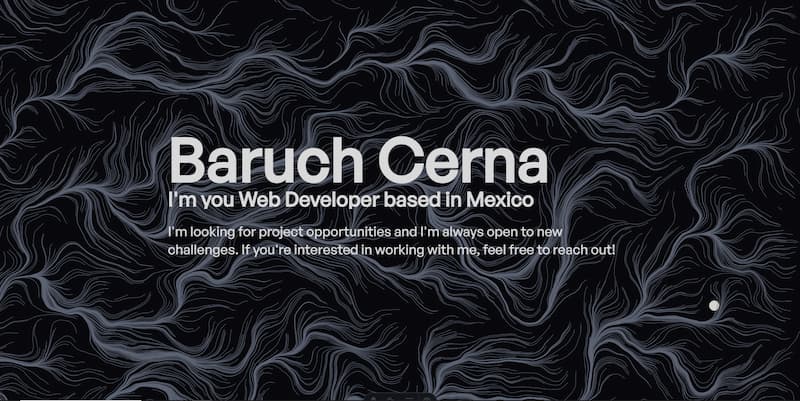 Baruch Cerna
I'm you Web Developer based in Mexico
I'm looking for project opportunities and I'm always open to new
challenges. If you're interested in working with me, feel free to reach out!